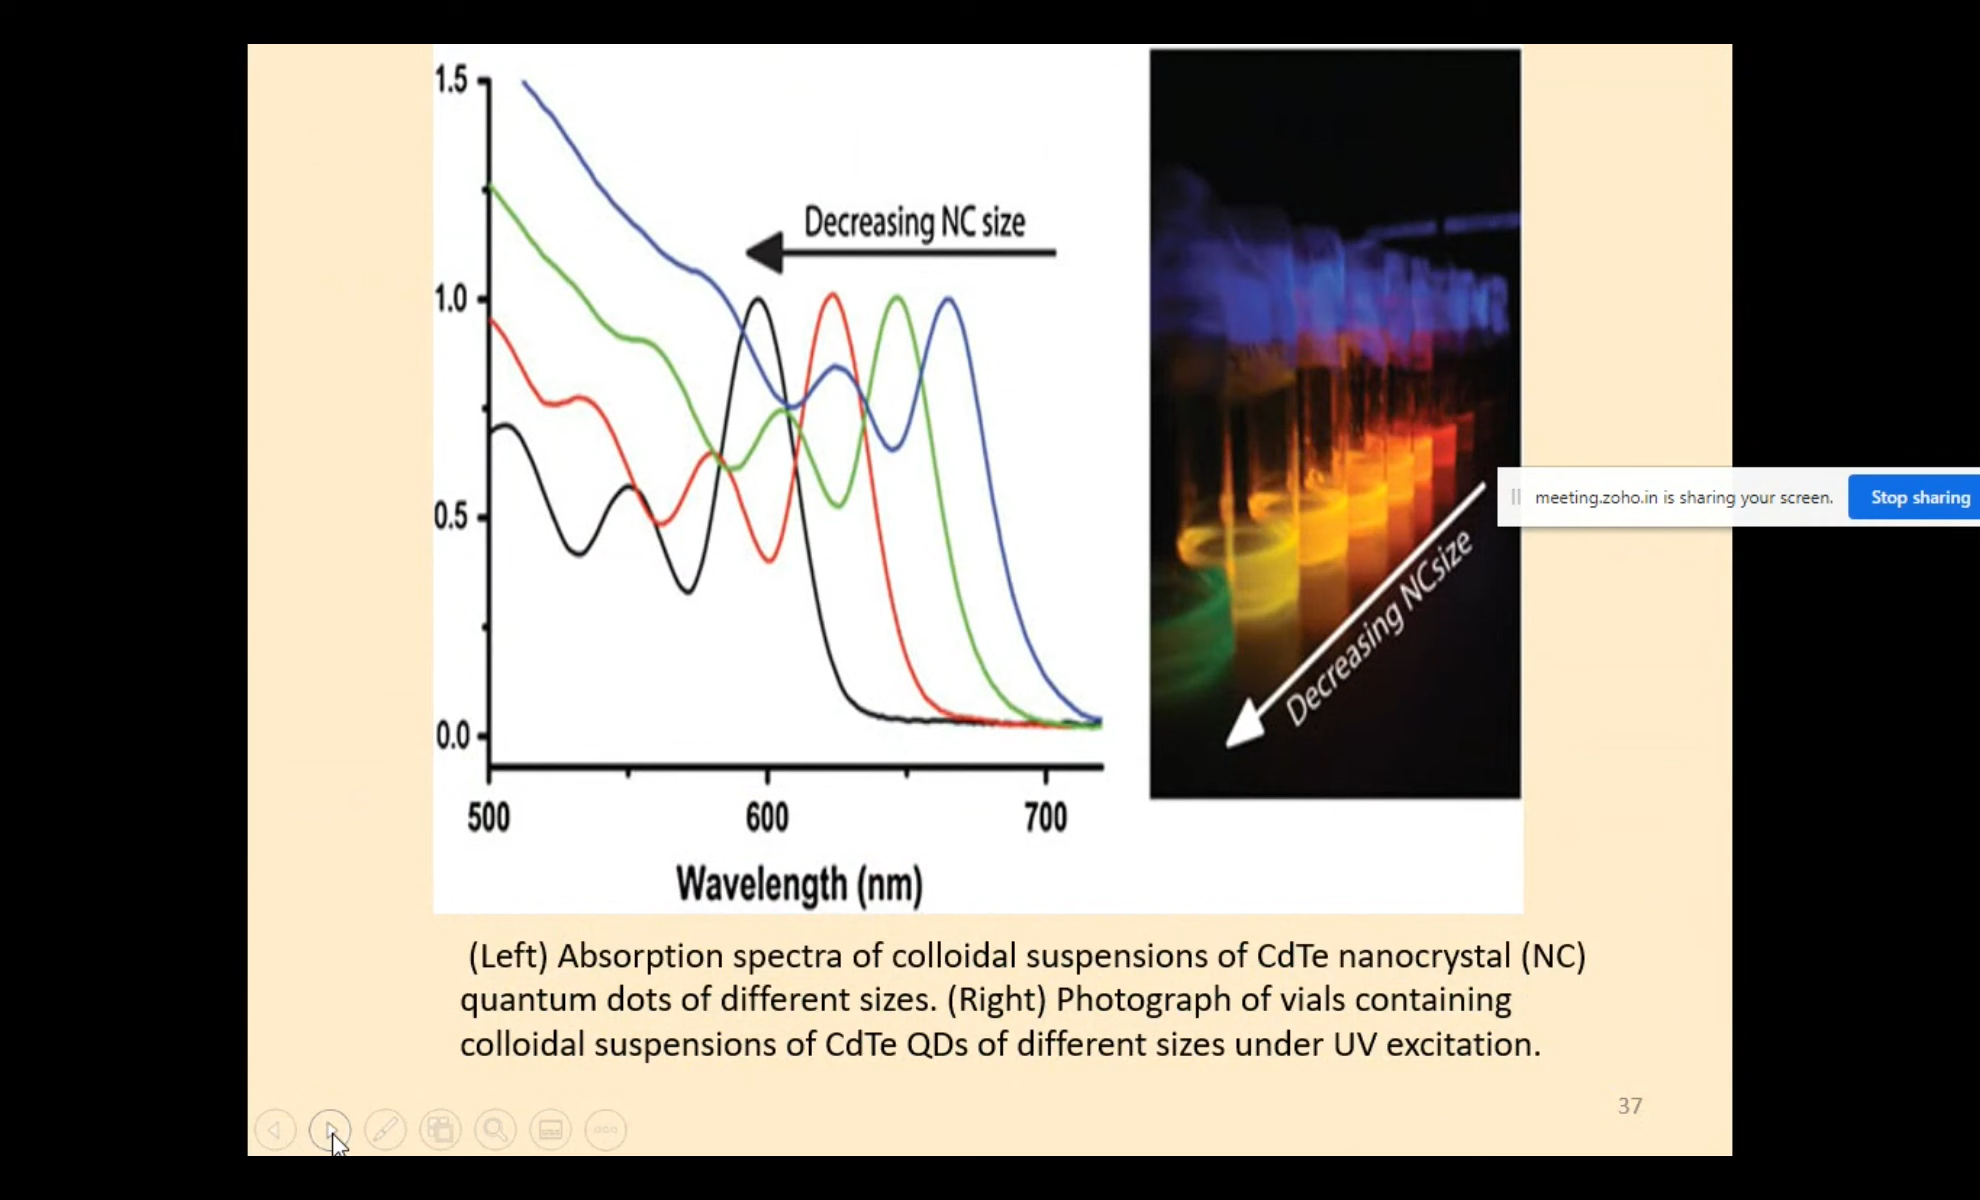 1.5
1.0
0.5
0.0
Decreasing NC size
500
600
700
Wavelength (nm)
Decreasing NCsize
meeting.zoho.in is sharing your screen.
Stop sharing
(Left) Absorption spectra of colloidal suspensions of CdTe nanocrystal (NC)
quantum dots of different sizes. (Right) Photograph of vials containing
colloidal suspensions of CdTe QDs of different sizes under UV excitation.
37